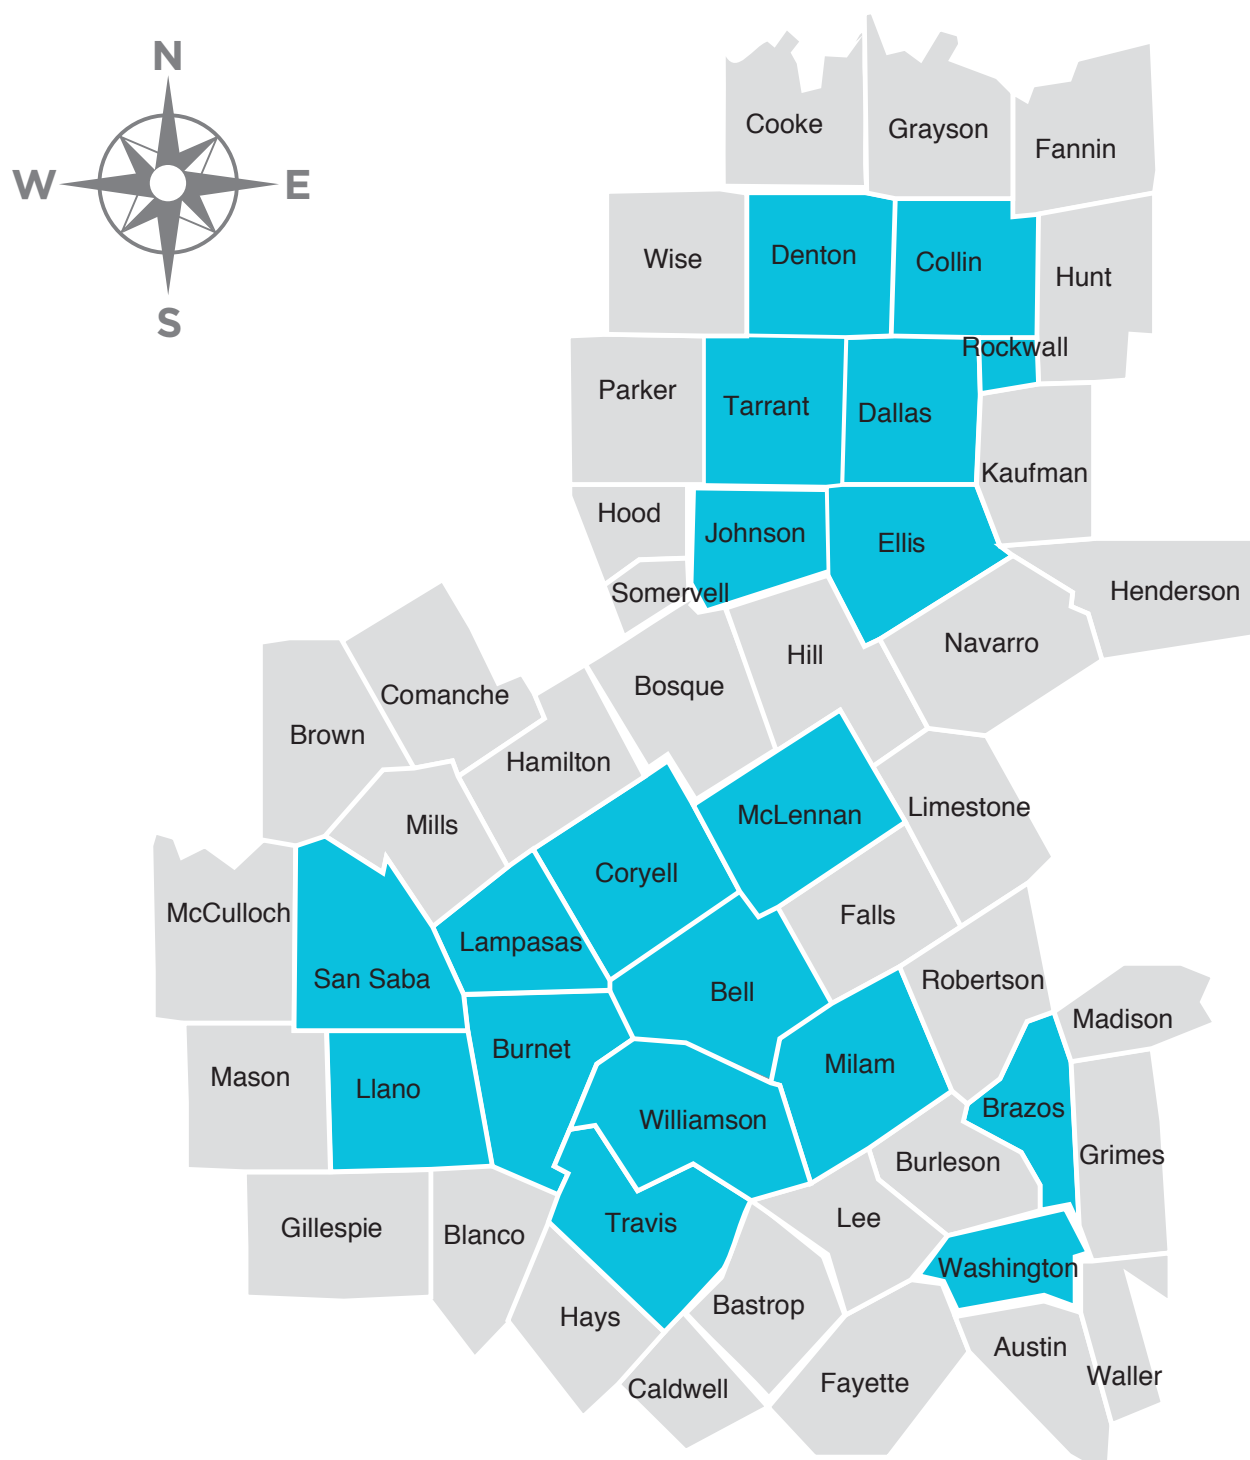 N
W
E
S
Cooke
Grayson
Fannin
Wise
Denton
Collin
Hunt
Rockwall
Parker
Tarrant
Dallas
Kaufman
Hood
Johnson
Ellis
Somervell
Henderson
Navarro
Hill
Bosque
Comanche
Brown
Hamilton
Mills
McLennan
Limestone
Coryell
McCulloch
Falls
Lampasas
San Saba
Bell
Robertson
Madison
Burnet
Milam
Mason
Llano
Brazos
Williamson
Grimes
Burleson
Gillespie
Blanco
Travis
Lee
Washington
Hays
Bastrop
Austin
Waller
Caldwell
Fayette